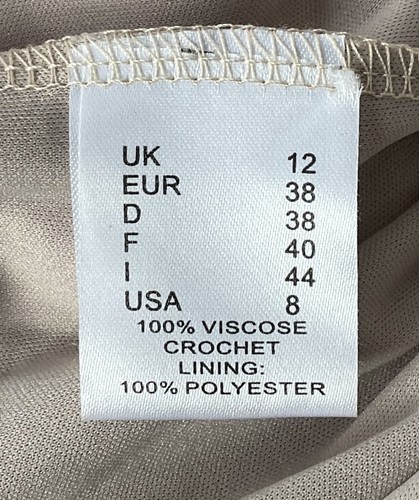 UK 12
EUR 38
D 38
F 40
I 44
USA 8
100% VISCOSE
CROCHET
LINING:
100% POLYESTER